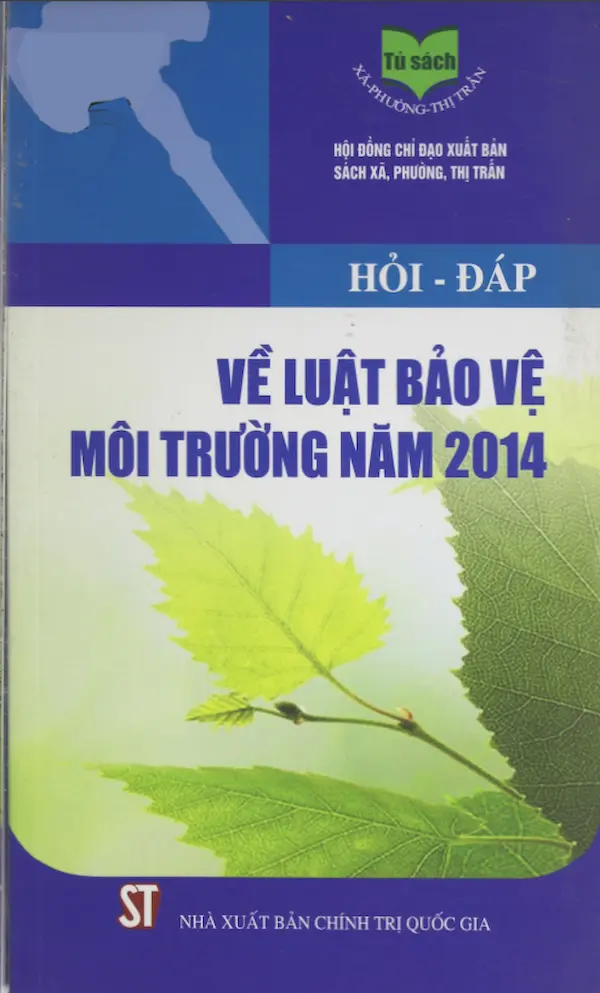 Tủ sách
XÃ-PHƯỜNG-THỊ TRẤN
HỘI ĐỒNG CHỈ ĐẠO XUẤT BẢN
SÁCH XÃ, PHƯỜNG, THỊ TRẤN
HỎI - ĐÁP
VỀ LUẬT BẢO VỆ
MÔI TRƯỜNG NĂM 2014
ST
NHÀ XUẤT BẢN CHÍNH TRỊ QUỐC GIA